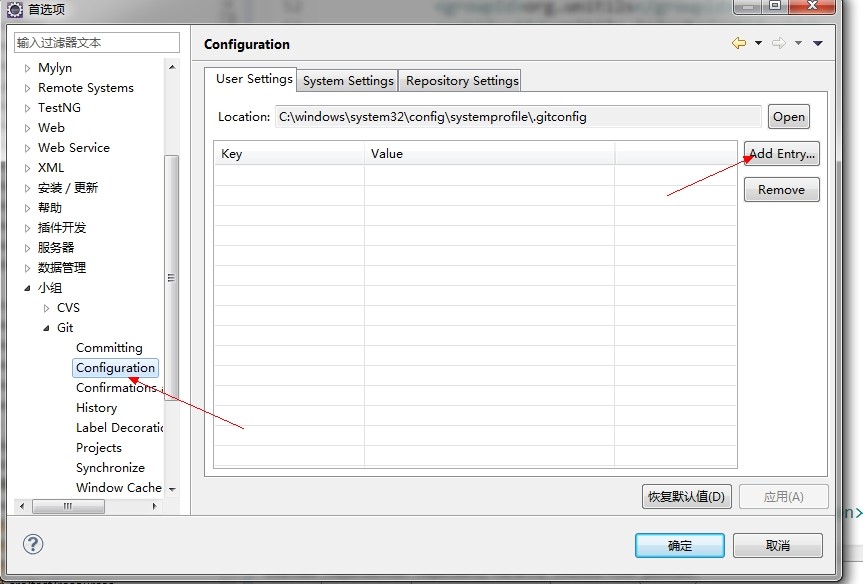 首选项
输入过滤器文本
Mylyn
Remote Systems
TestNG
Web
Web Service
XML
安装 / 更新
帮助
插件开发
服务器
数据管理
小组
CVS
Git
Committing
Configuration
Confirmations
History
Label Decoratic
Projects
Synchronize
Window Cache
Configuration
User Settings
System Settings
Repository Settings
Location:
C:\windows\system32\config\systemprofile\.gitconfig
Open
Key
Value
Add Entry...
Remove
恢复默认值(D)
应用(A)
确定
取消
n>